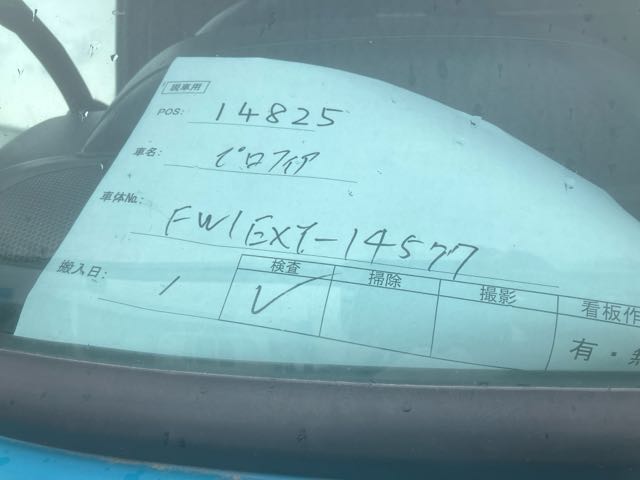 現車用
POS: 14825
車名 プロフィア
車体No. FW1EXY-14577
搬入日: /
検査 掃除 撮影 看板作
✓ 有・無